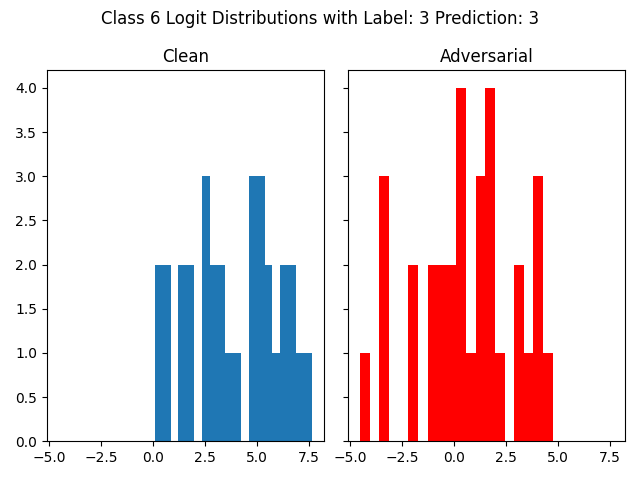 Class 6 Logit Distributions with Label: 3 Prediction: 3
Clean
Adversarial
4.0
3.5
3.0
2.5
2.0
1.5
1.0
0.5
0.0
−5.0 −2.5 0.0 2.5 5.0 7.5
−5.0 −2.5 0.0 2.5 5.0 7.5